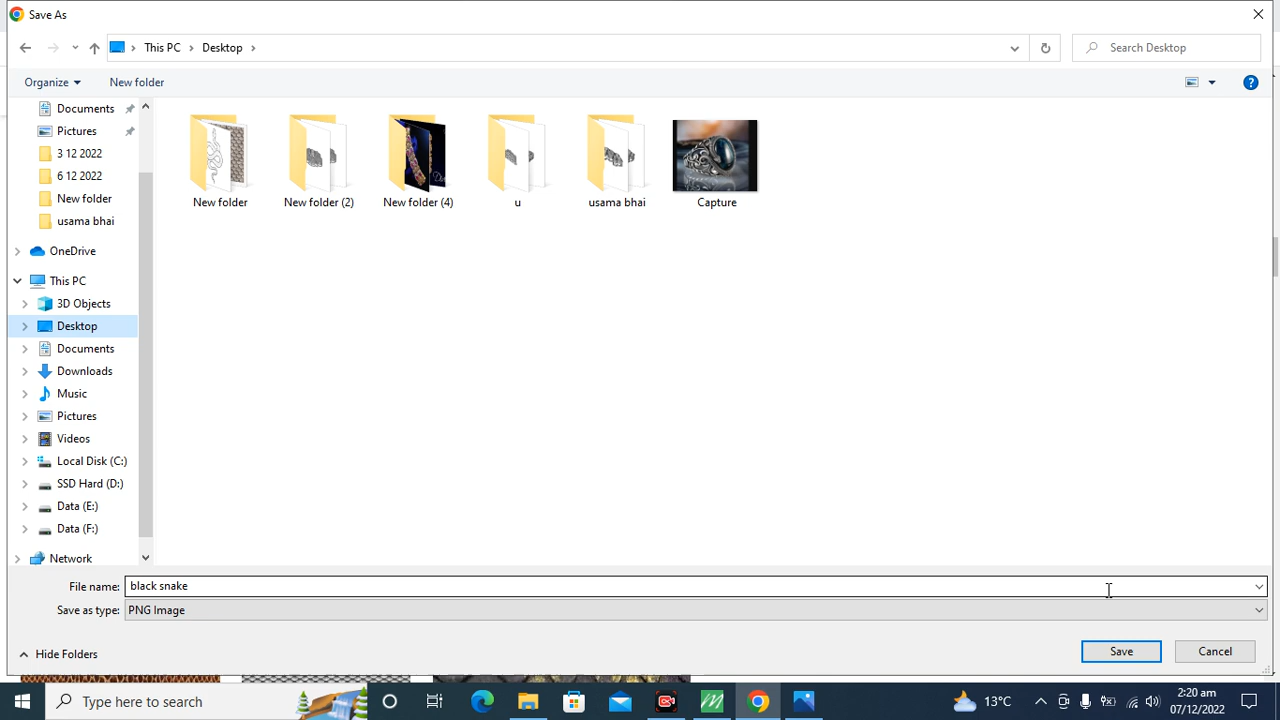 Save As
This PC
Desktop
Search Desktop
Organize
New folder
Documents
Pictures
3 12 2022
6 12 2022
New folder
usama bhai
OneDrive
This PC
3D Objects
Desktop
Documents
Downloads
Music
Pictures
Videos
Local Disk (C:)
SSD Hard (D:)
Data (E:)
Data (F:)
Network
New folder
New folder (2)
New folder (4)
u
usama bhai
Capture
File name: black snake
Save as type: PNG Image
Hide Folders
Save
Cancel
Type here to search
13°C
2:20 am
07/12/2022